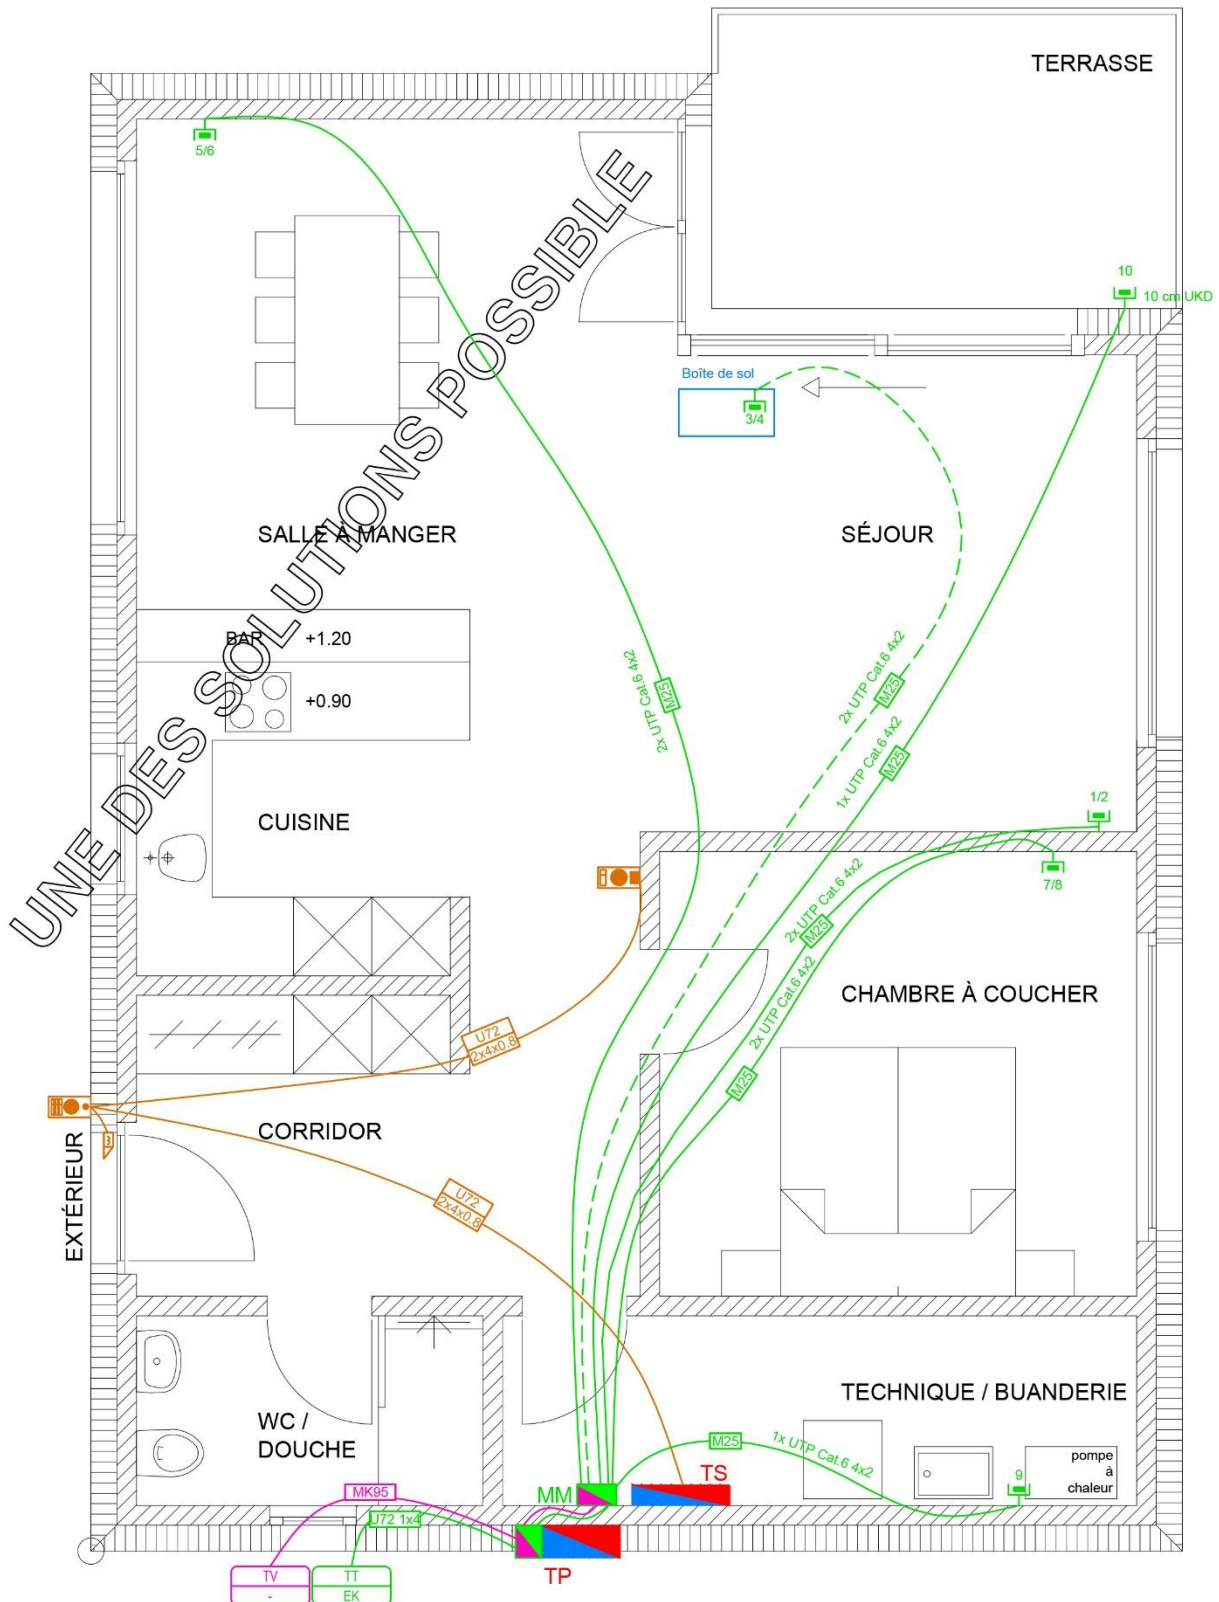 TERRASSE
5/6
10
10 cm UKD
Boîte de sol
3/4
UNE DES SOLUTIONS POSSIBLE
SALLE À MANGER
SÉJOUR
BAR
+1.20
+0.90
2x UTP Cat.6 4x2
M25
2x UTP Cat.6 4x2
M25
1x UTP Cat.6 4x2
M25
1/2
CUISINE
7/8
2x UTP Cat.6 4x2
M25
2x UTP Cat.6 4x2
M25
CHAMBRE À COUCHER
U72
2x4x0.8
CORRIDOR
EXTÉRIEUR
U72
2x4x0.8
TECHNIQUE / BUANDERIE
WC /
DOUCHE
M25
1x UTP Cat.6 4x2
pompe
à
chaleur
9
TS
MM
MK95
U72 1x4
TP
TV
-
TT
EK